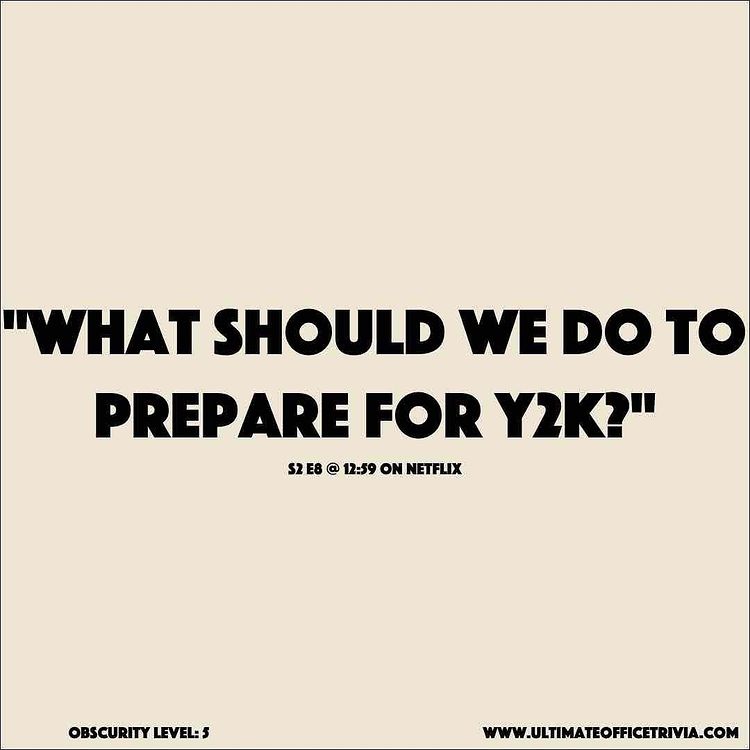 "WHAT SHOULD WE DO TO
PREPARE FOR Y2K?"
S2 E8 @ 12:59 ON NETFLIX
OBSCURITY LEVEL: 5
WWW.ULTIMATEOFFICETRIVIA.COM